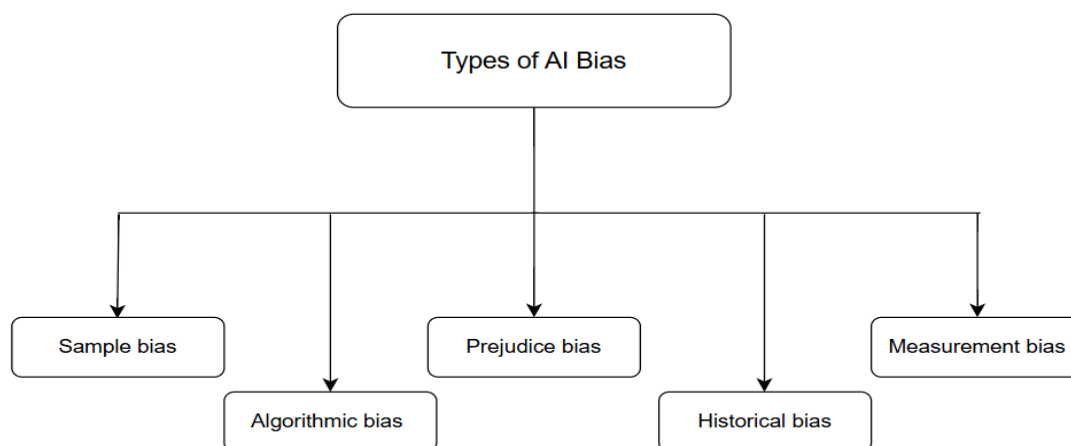 Types of AI Bias
Sample bias
Prejudice bias
Measurement bias
Algorithmic bias
Historical bias